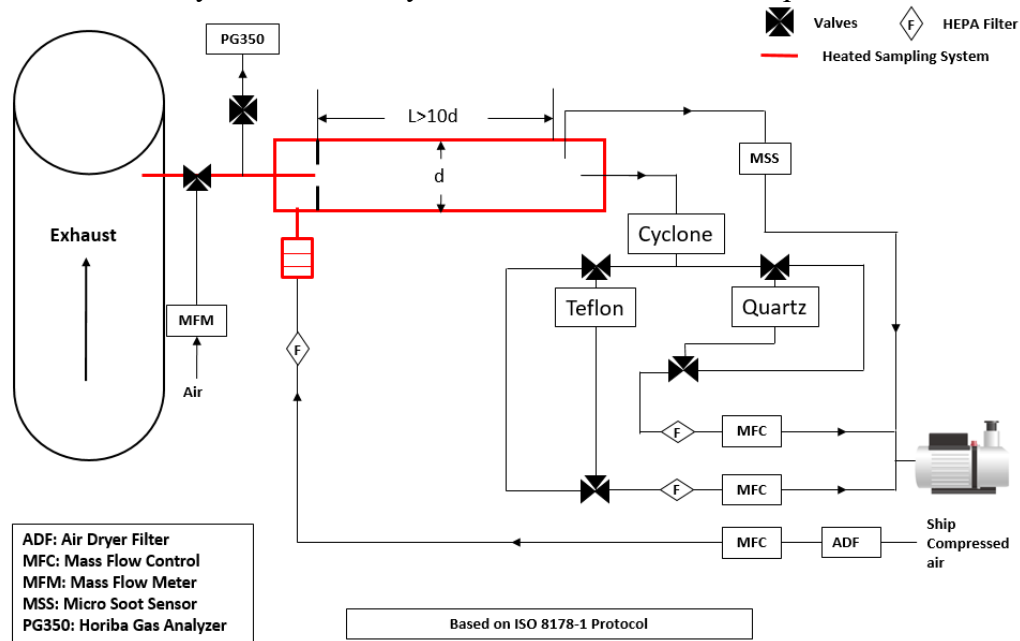 PG350
Valves
F
HEPA Filter
Heated Sampling System
L>10d
MSS
d
Exhaust
Cyclone
Teflon
Quartz
MFM
F
Air
F
MFC
F
MFC
Ship
Compressed
air
MFC
ADF
ADF: Air Dryer Filter
MFC: Mass Flow Control
MFM: Mass Flow Meter
MSS: Micro Soot Sensor
PG350: Horiba Gas Analyzer
Based on ISO 8178-1 Protocol